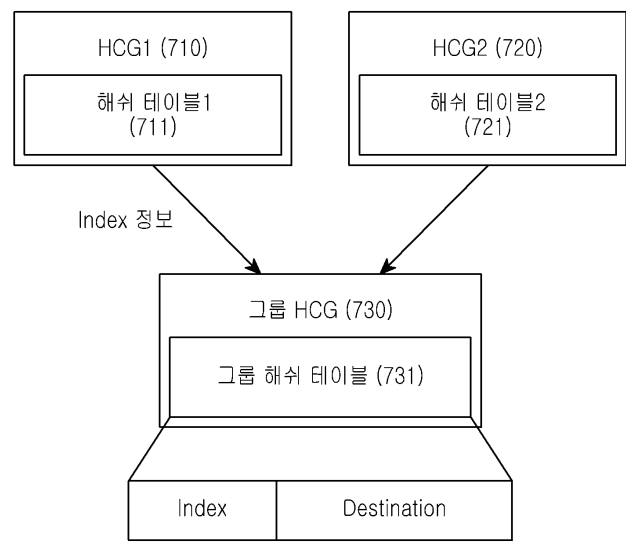 HCG1 (710)
HCG2 (720)
해쉬 테이블1
(711)
해쉬 테이블2
(721)
Index 정보
그룹 HCG (730)
그룹 해쉬 테이블 (731)
Index
Destination